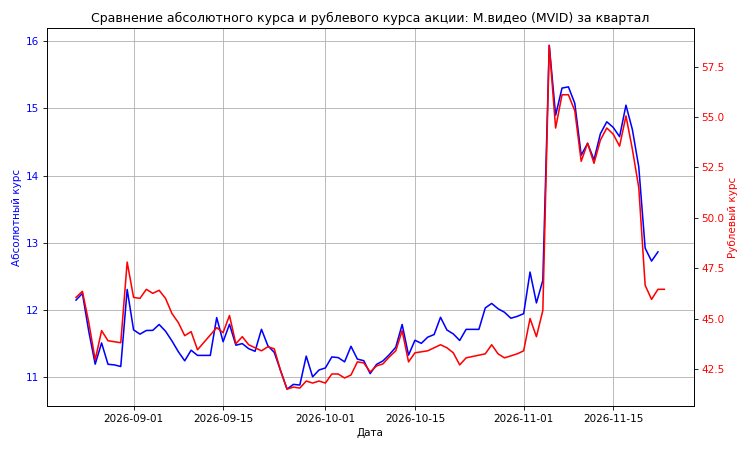 Сравнение абсолютного курса и рублевого курса акции: М.видео (MVID) за квартал
16
15
14
13
12
11
Абсолютный курс
57.5
55.0
52.5
50.0
47.5
45.0
42.5
Рублевый курс
2026-09-01 2026-09-15 2026-10-01 2026-10-15 2026-11-01 2026-11-15
Дата